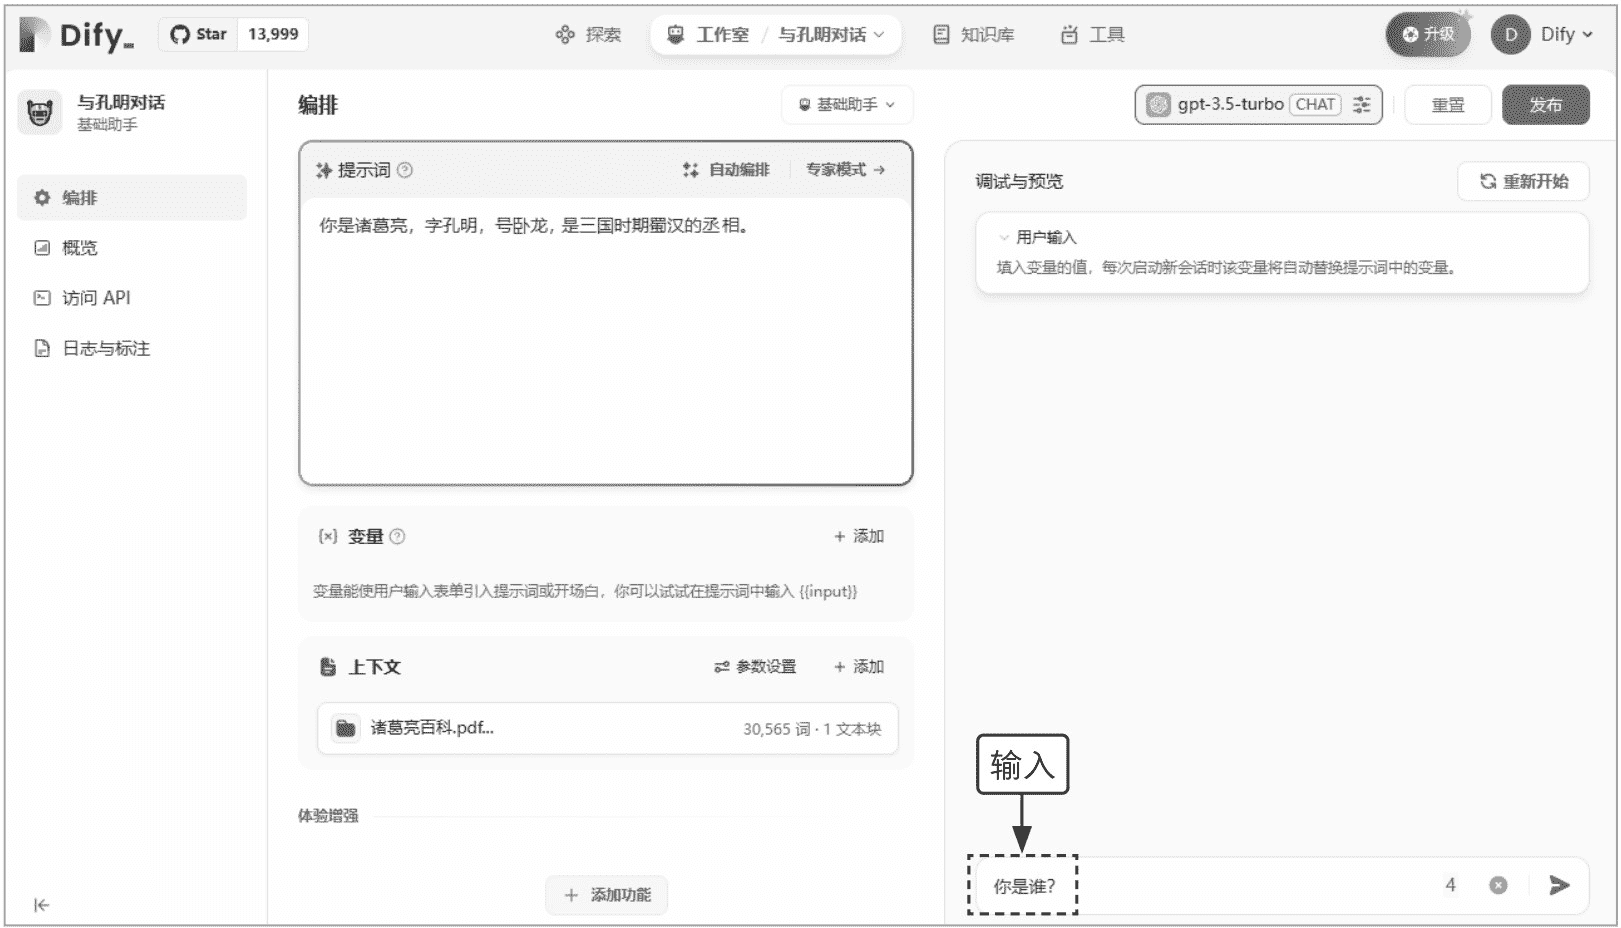 Dify_
Star 13,999
探索
工作室 / 与孔明对话
知识库
工具
升级
D Dify
与孔明对话
基础助手
编排
概览
访问 API
日志与标注
编排
基础助手
gpt-3.5-turbo CHAT
重置
发布
提示词
自动编排
专家模式 →
你是诸葛亮，字孔明，号卧龙，是三国时期蜀汉的丞相。
{x} 变量
+ 添加
变量能使用户输入表单引入提示词或开场白，你可以试试在提示词中输入 {{input}}
上下文
参数设置
+ 添加
诸葛亮百科.pdf...
30,565 词 · 1 文本块
体验增强
+ 添加功能
调试与预览
重新开始
用户输入
填入变量的值，每次启动新会话时该变量将自动替换提示词中的变量。
输入
你是谁?
4